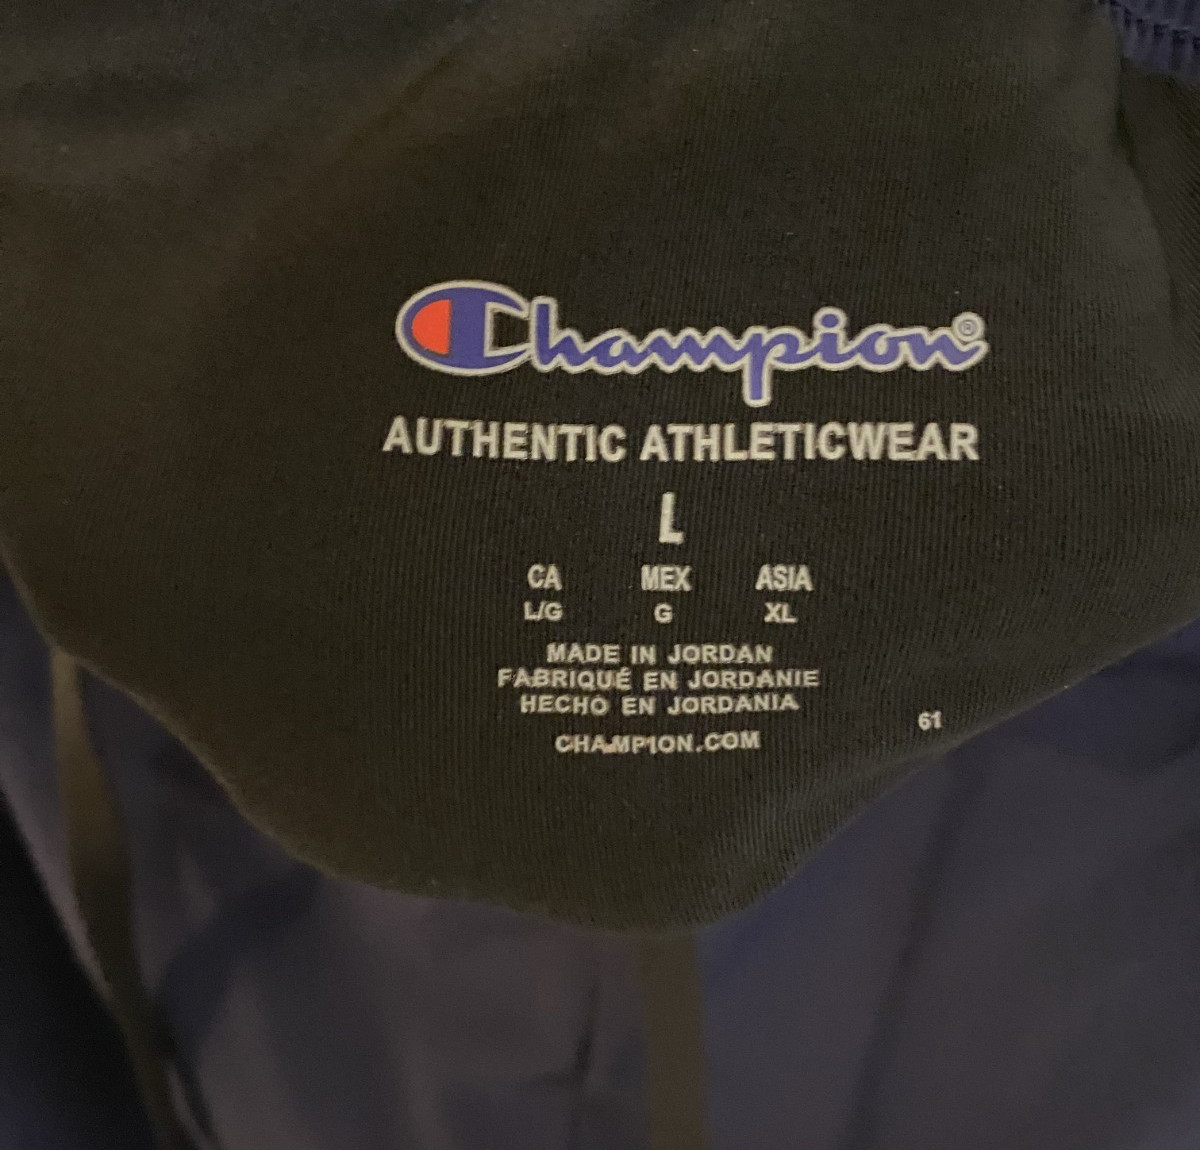 Champion®
AUTHENTIC ATHLETICWEAR
L
CA MEX ASIA
L/G G XL
MADE IN JORDAN
FABRIQUÉ EN JORDANIE
HECHO EN JORDANIA
61
CHAMPION.COM